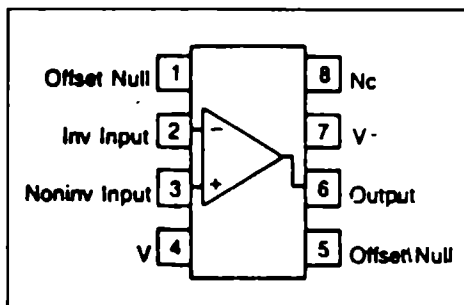 Offset Null 1
8 Nc
Inv Input 2
-
7 V-
Noninv Input 3
+
6 Output
V 4
5 Offset Null